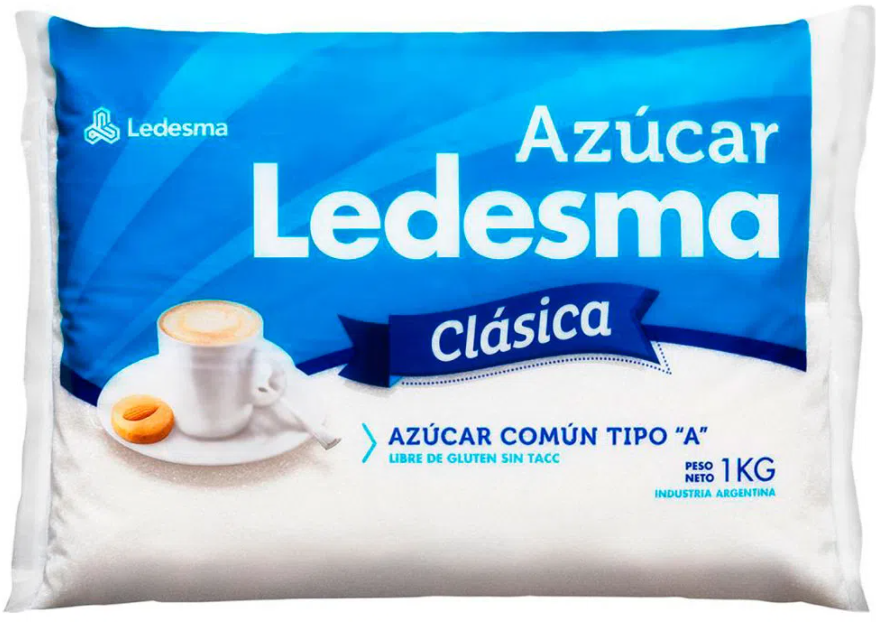 Ledesma
Azúcar
Ledesma
Clásica
AZÚCAR COMÚN TIPO “A”
LIBRE DE GLUTEN SIN TACC
PESO
NETO 1KG
INDUSTRIA ARGENTINA